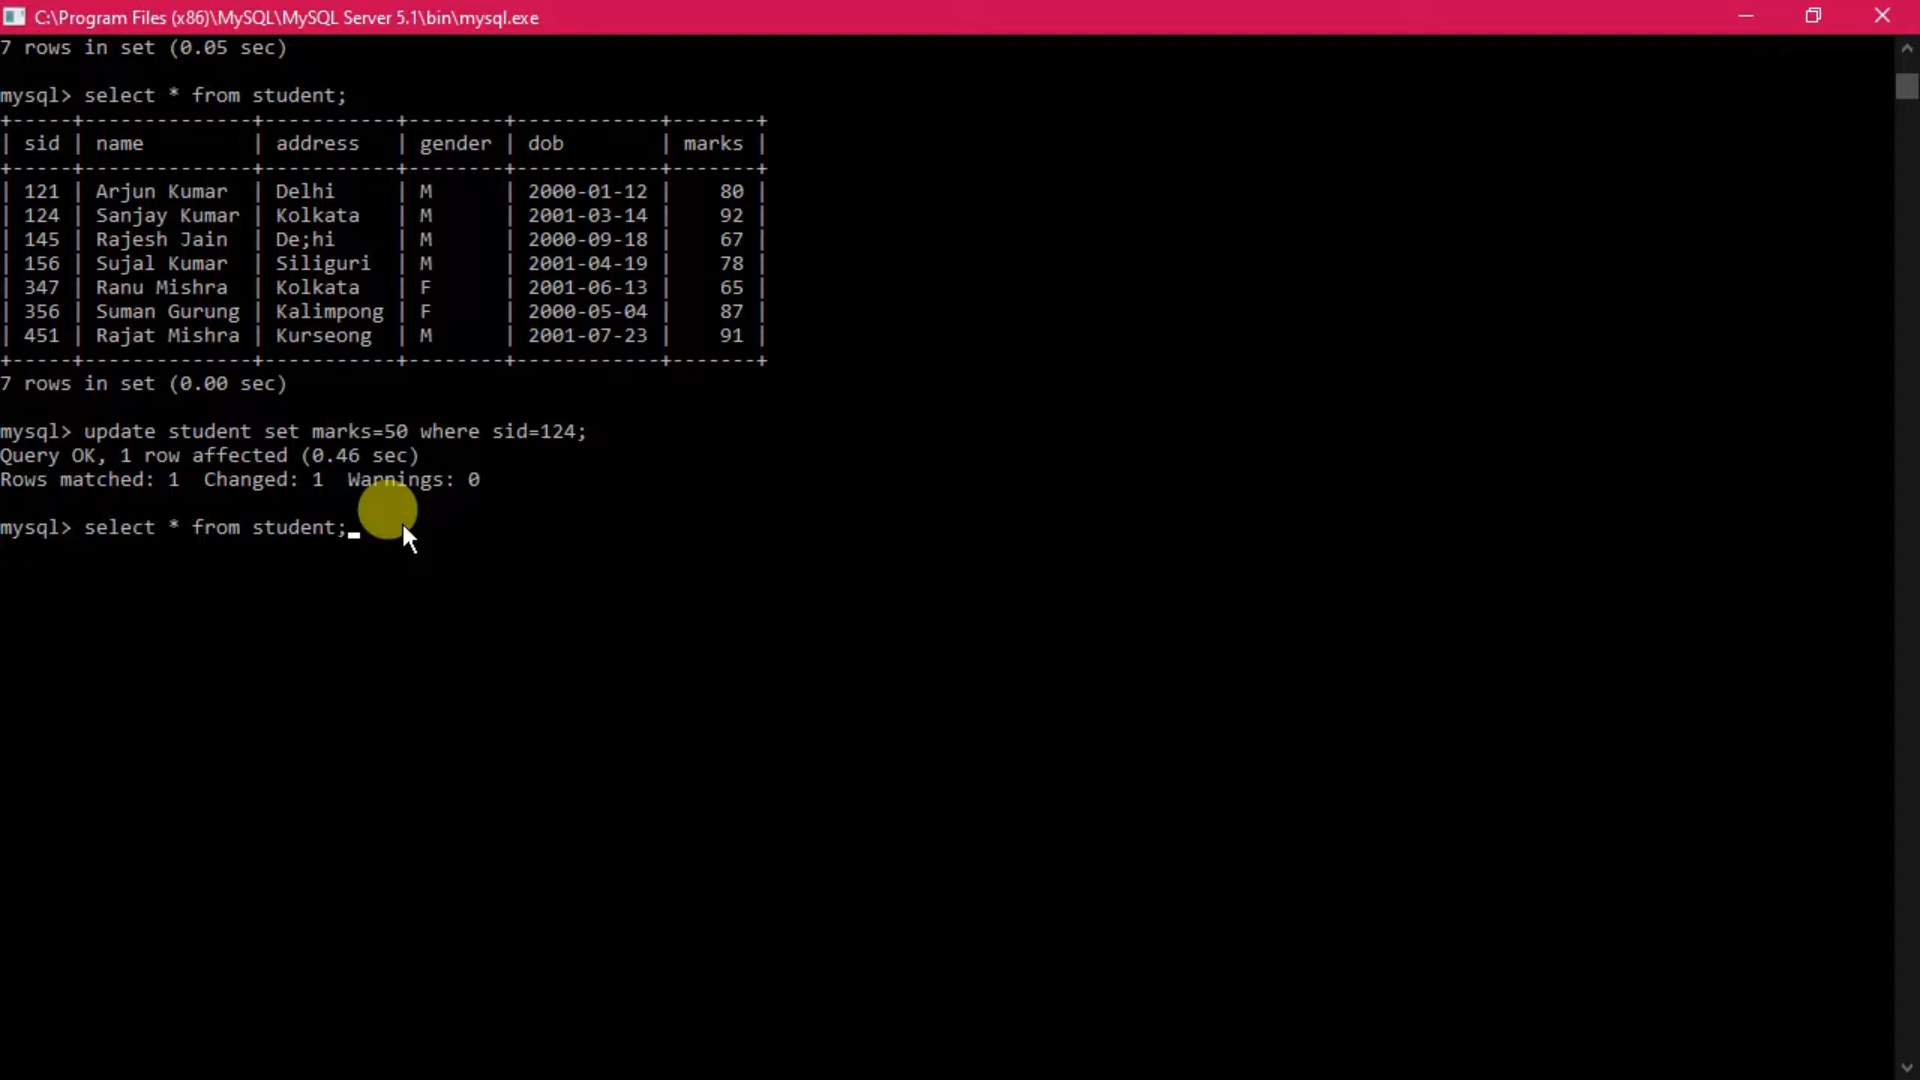 C:\Program Files (x86)\MySQL\MySQL Server 5.1\bin\mysql.exe
7 rows in set (0.05 sec)
mysql> select * from student;
+-----+--------------+-----------+--------+------------+-------+
| sid | name         | address   | gender | dob        | marks |
+-----+--------------+-----------+--------+------------+-------+
| 121 | Arjun Kumar  | Delhi     | M      | 2000-01-12 |    80 |
| 124 | Sanjay Kumar | Kolkata   | M      | 2001-03-14 |    92 |
| 145 | Rajesh Jain  | De;hi     | M      | 2000-09-18 |    67 |
| 156 | Sujal Kumar  | Siliguri  | M      | 2001-04-19 |    78 |
| 347 | Ranu Mishra  | Kolkata   | F      | 2001-06-13 |    65 |
| 356 | Suman Gurung | Kalimpong | F      | 2000-05-04 |    87 |
| 451 | Rajat Mishra | Kurseong  | M      | 2001-07-23 |    91 |
+-----+--------------+-----------+--------+------------+-------+
7 rows in set (0.00 sec)
mysql> update student set marks=50 where sid=124;
Query OK, 1 row affected (0.46 sec)
Rows matched: 1  Changed: 1  Warnings: 0
mysql> select * from student;